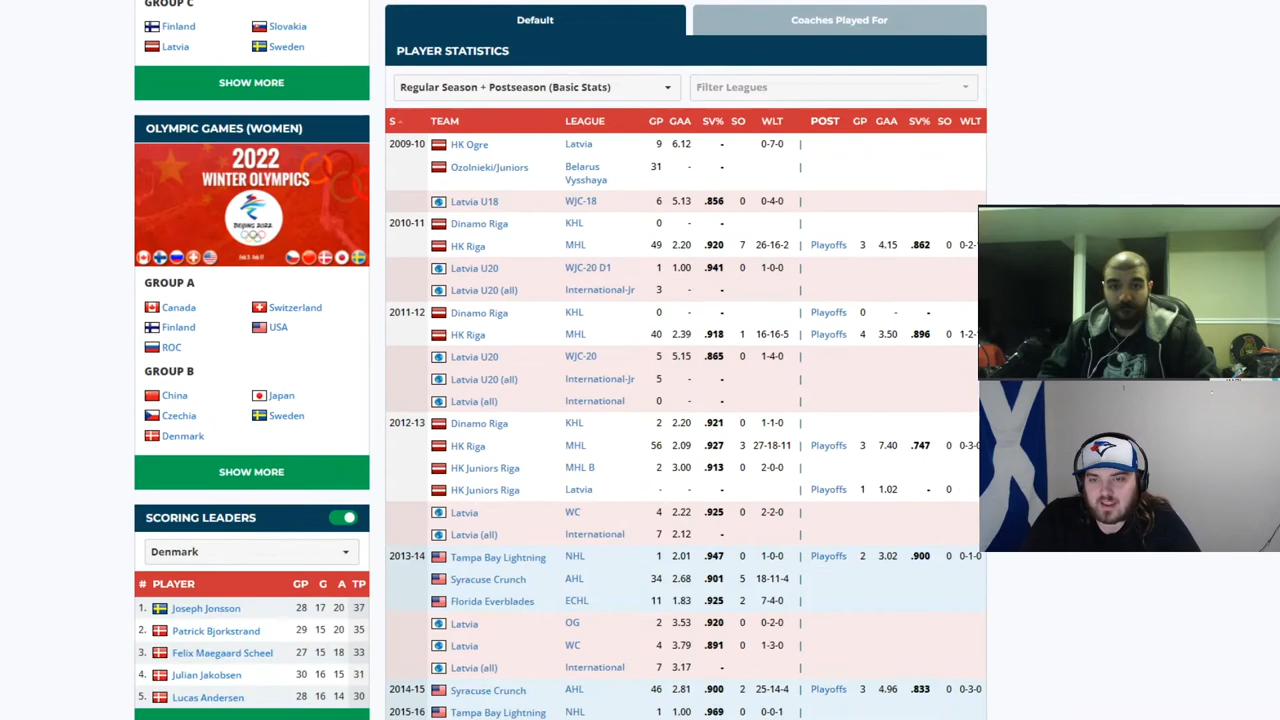 GROUP C
Finland Slovakia
Latvia Sweden
SHOW MORE
OLYMPIC GAMES (WOMEN)
2022
WINTER OLYMPICS
BEIJING 2022
GROUP A
Canada Switzerland
Finland USA
ROC
GROUP B
China Japan
Czechia Sweden
Denmark
SHOW MORE
SCORING LEADERS
Denmark
# PLAYER GP G A TP
1. Joseph Jonsson 28 17 20 37
2. Patrick Bjorkstrand 29 15 20 35
3. Felix Maegaard Scheel 27 15 18 33
4. Julian Jakobsen 30 16 15 31
5. Lucas Andersen 28 16 14 30
Default Coaches Played For
PLAYER STATISTICS
Regular Season + Postseason (Basic Stats) Filter Leagues
S TEAM LEAGUE GP GAA SV% SO WLT POST GP GAA SV% SO WLT
2009-10 HK Ogre Latvia 9 6.12 - 0-7-0 |
Ozolnieki/Juniors Belarus 31 - - |
Vysshaya
Latvia U18 WJC-18 6 5.13 .856 0 0-4-0 |
2010-11 Dinamo Riga KHL 0 - - |
HK Riga MHL 49 2.20 .920 7 26-16-2 | Playoffs 3 4.15 .862 0 0-2-
Latvia U20 WJC-20 D1 1 1.00 .941 0 1-0-0 |
Latvia U20 (all) International-Jr 3 - - |
2011-12 Dinamo Riga KHL 0 - - | Playoffs 0 - -
HK Riga MHL 40 2.39 .918 1 16-16-5 | Playoffs 4 3.50 .896 0 1-2-
Latvia U20 WJC-20 5 5.15 .865 0 1-4-0 |
Latvia U20 (all) International-Jr 5 - - |
Latvia (all) International 0 - - |
2012-13 Dinamo Riga KHL 2 2.20 .921 0 1-1-0 |
HK Riga MHL 56 2.09 .927 3 27-18-11 | Playoffs 3 7.40 .747 0 0-3-0
HK Juniors Riga MHL B 2 3.00 .913 0 2-0-0 |
HK Juniors Riga Latvia - - - | Playoffs 1 1.02 - 0
Latvia WC 4 2.22 .925 0 2-2-0 |
Latvia (all) International 7 2.12 - |
2013-14 Tampa Bay Lightning NHL 1 2.01 .947 0 1-0-0 | Playoffs 2 3.02 .900 0 0-1-0
Syracuse Crunch AHL 34 2.68 .901 5 18-11-4 |
Florida Everblades ECHL 11 1.83 .925 2 7-4-0 |
Latvia OG 2 3.53 .920 0 0-2-0 |
Latvia WC 4 3.79 .891 0 1-3-0 |
Latvia (all) International 7 3.17 - |
2014-15 Syracuse Crunch AHL 46 2.81 .900 2 25-14-4 | Playoffs 3 4.96 .833 0 0-3-0
2015-16 Tampa Bay Lightning NHL 1 1.00 .969 0 0-0-1 |